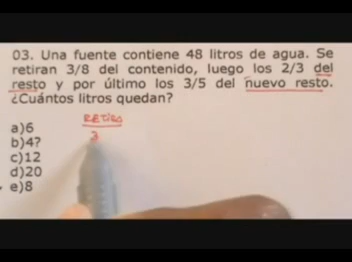 03. Una fuente contiene 48 litros de agua. Se
retiran 3/8 del contenido, luego los 2/3 del
resto y por último los 3/5 del nuevo resto.
¿Cuántos litros quedan?
RETIRO
3
a)6
b)4?
c)12
d)20
e)8